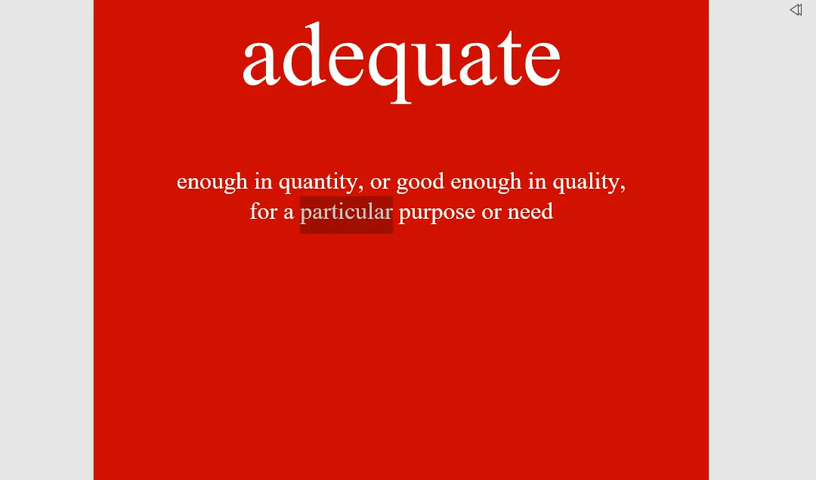 adequate
enough in quantity, or good enough in quality,
for a particular purpose or need